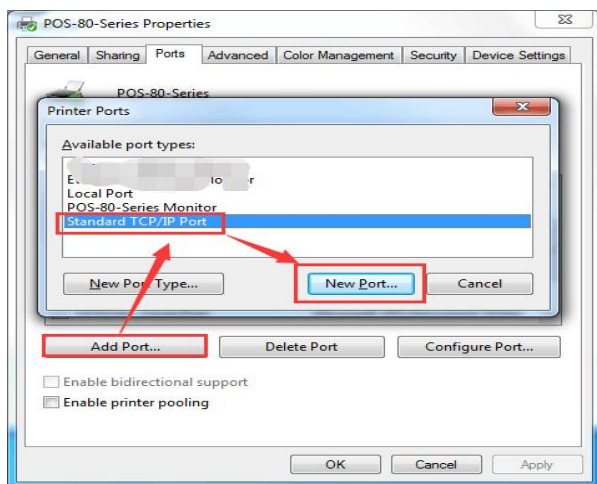 POS-80-Series Properties
General Sharing Ports Advanced Color Management Security Device Settings
POS-80-Series
Printer Ports
Available port types:
Local Port
POS-80-Series Monitor
Standard TCP/IP Port
New Port Type...
New Port...
Cancel
Add Port...
Delete Port
Configure Port...
Enable bidirectional support
Enable printer pooling
OK
Cancel
Apply